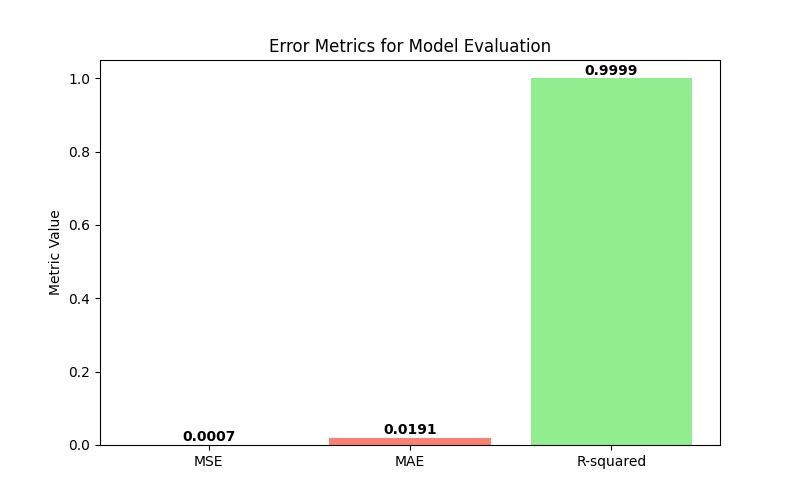 Error Metrics for Model Evaluation
Metric Value
1.0
0.8
0.6
0.4
0.2
0.0
0.0007
0.0191
0.9999
MSE
MAE
R-squared